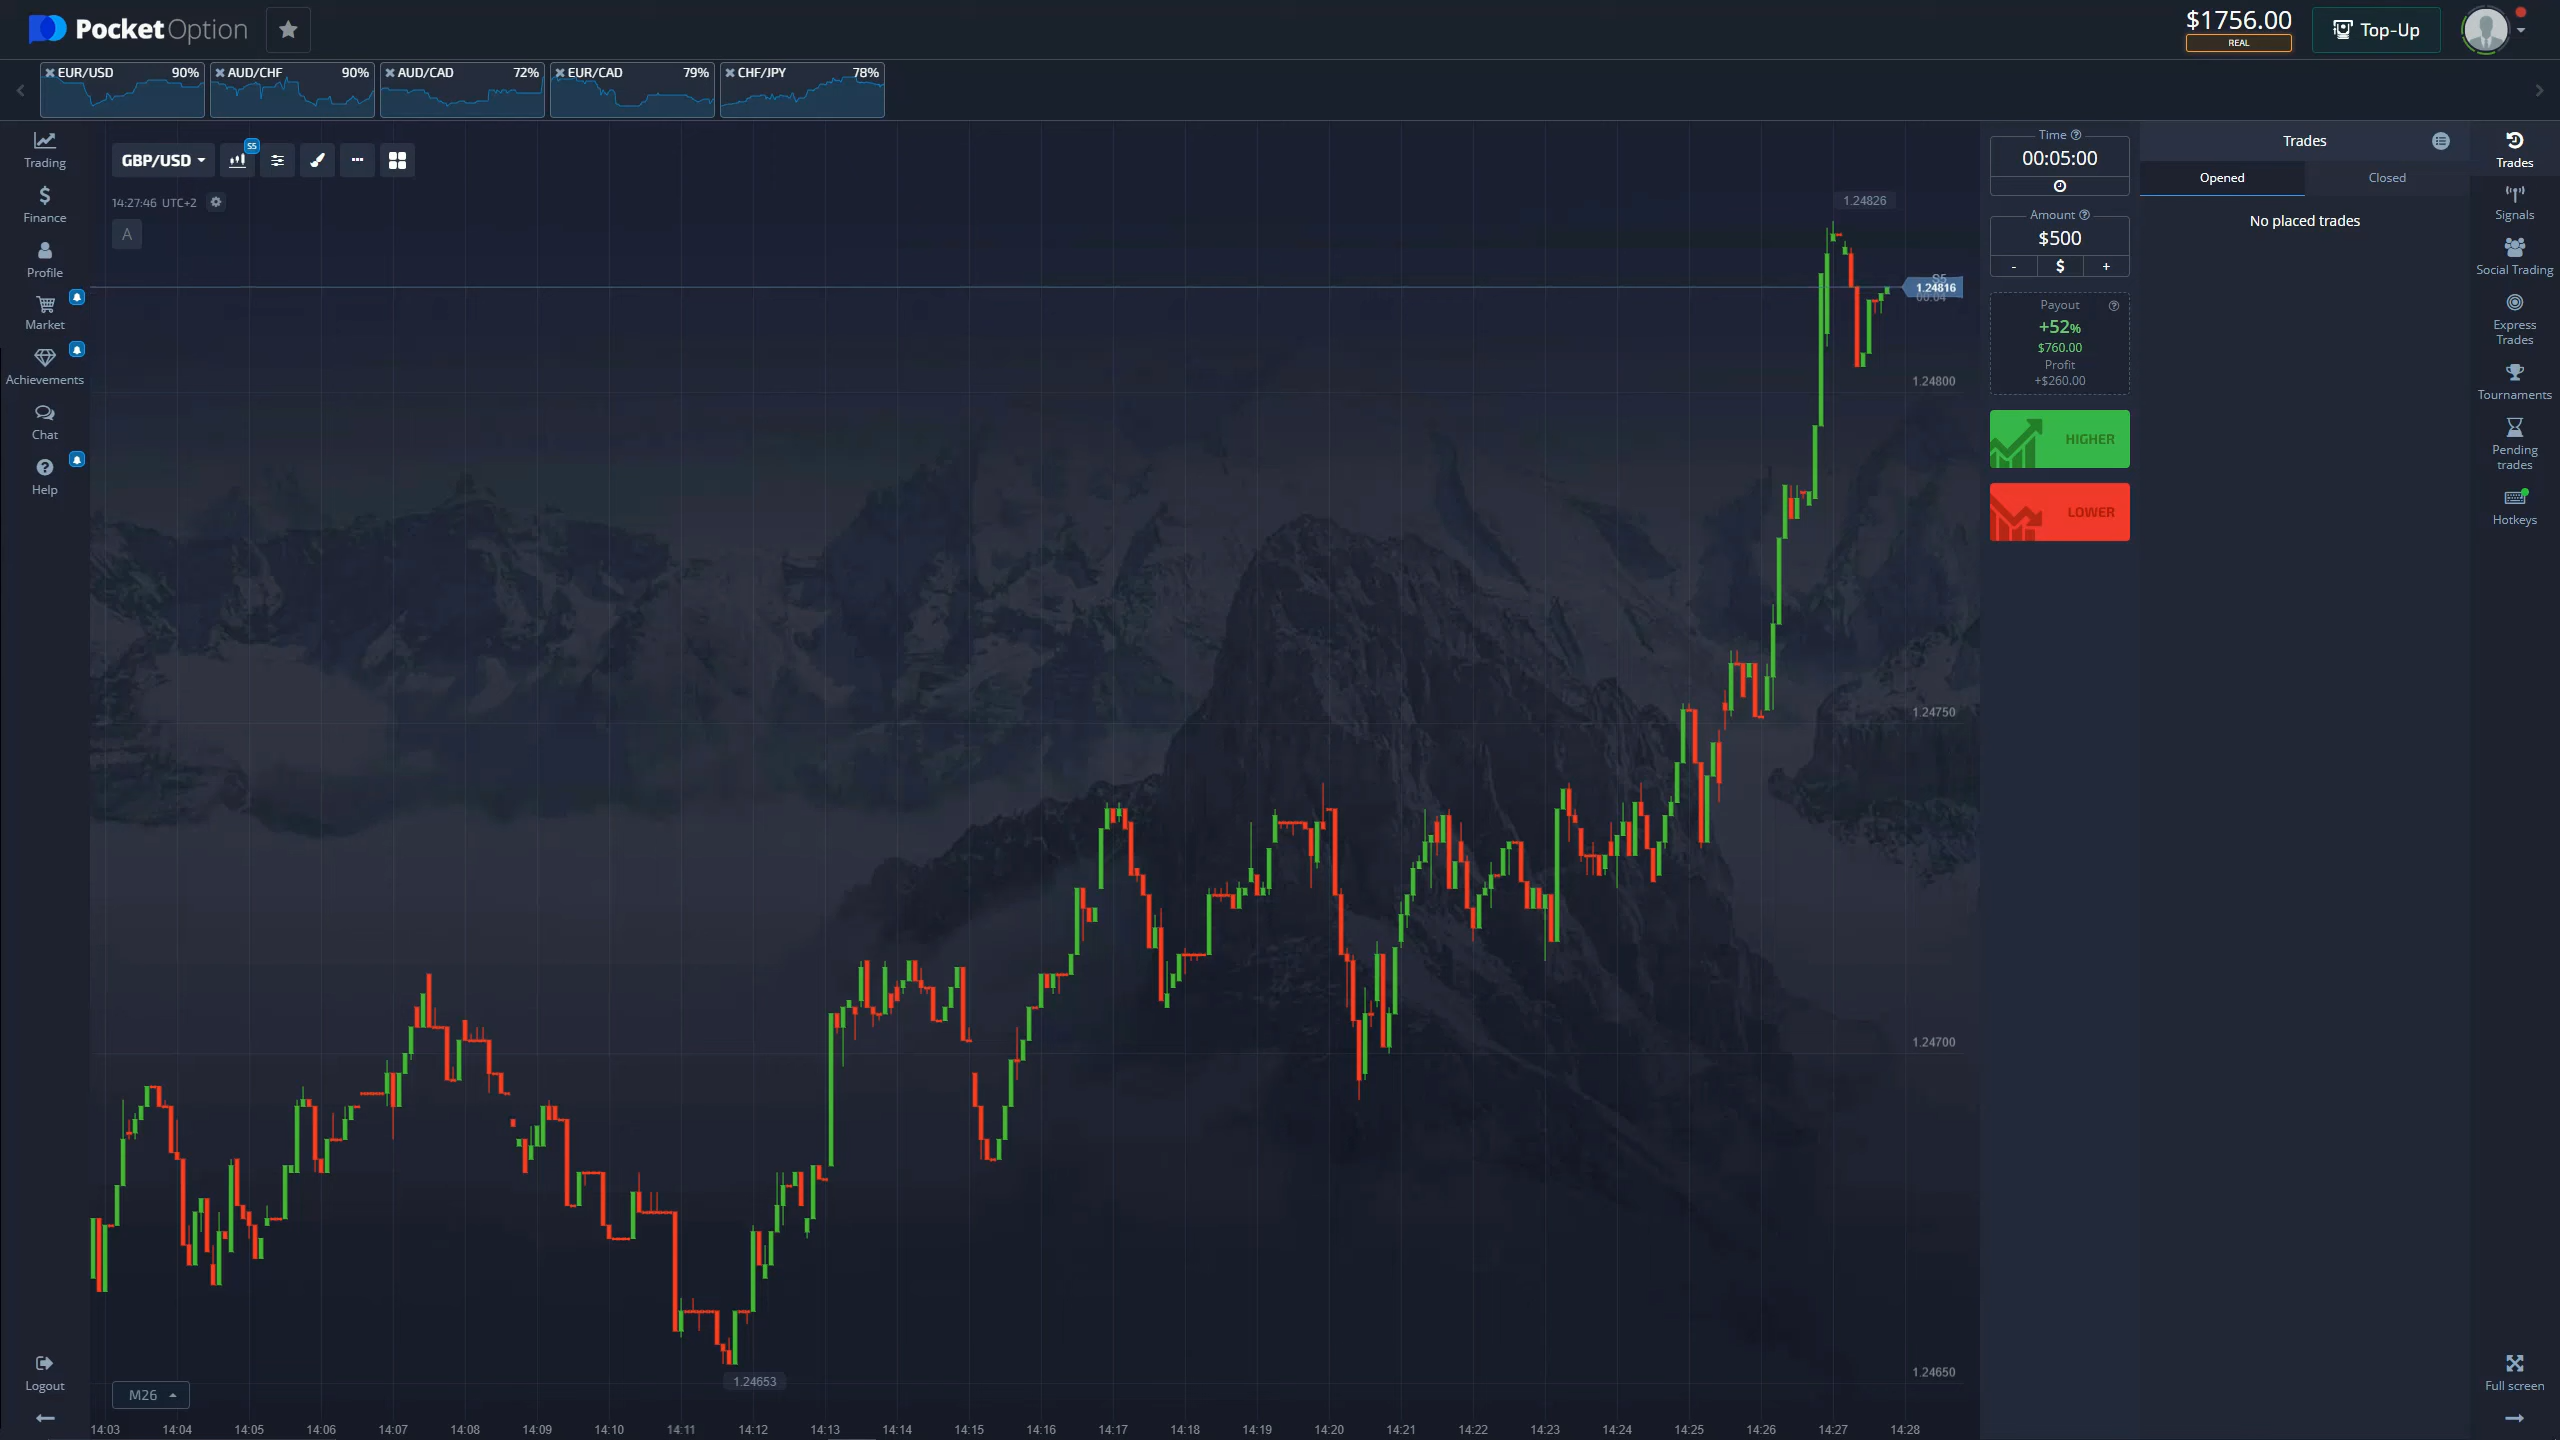 PocketOption
$1756.00
REAL
Top-Up
EUR/USD 90%
AUD/CHF 90%
AUD/CAD 72%
EUR/CAD 79%
CHF/JPY 78%
Trading
Finance
Profile
Market
Achievements
Chat
Help
Logout
GBP/USD
S5
14:27:46 UTC+2
A
1.24826
S5
1.24816
00:04
1.24800
1.24750
1.24700
1.24650
1.24653
M26
14:03 14:04 14:05 14:06 14:07 14:08 14:09 14:10 14:11 14:12 14:13 14:14 14:15 14:16 14:17 14:18 14:19 14:20 14:21 14:22 14:23 14:24 14:25 14:26 14:27 14:28
Time
00:05:00
Amount
$500
- $ +
Payout
+52%
$760.00
Profit
+$260.00
HIGHER
LOWER
Trades
Opened Closed
No placed trades
Trades
Signals
Social Trading
Express
Trades
Tournaments
Pending
trades
Hotkeys
Full screen